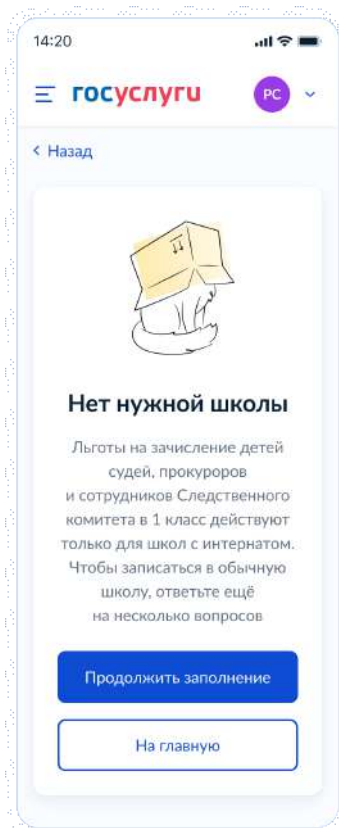 14:20
госуслуги
РС
Назад
Нет нужной школы
Льготы на зачисление детей
судей, прокуроров
и сотрудников Следственного
комитета в 1 класс действуют
только для школ с интернатом.
Чтобы записаться в обычную
школу, ответьте ещё
на несколько вопросов
Продолжить заполнение
На главную